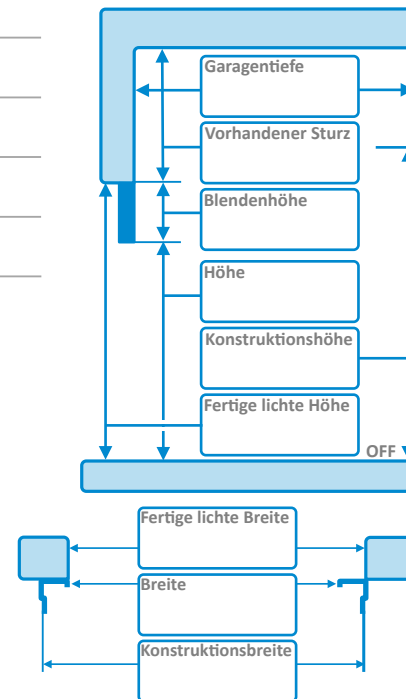 Garagentiefe
Vorhandener Sturz
Blendenhöhe
Höhe
Konstruktionshöhe
Fertige lichte Höhe
OFF
Fertige lichte Breite
Breite
Konstruktionsbreite